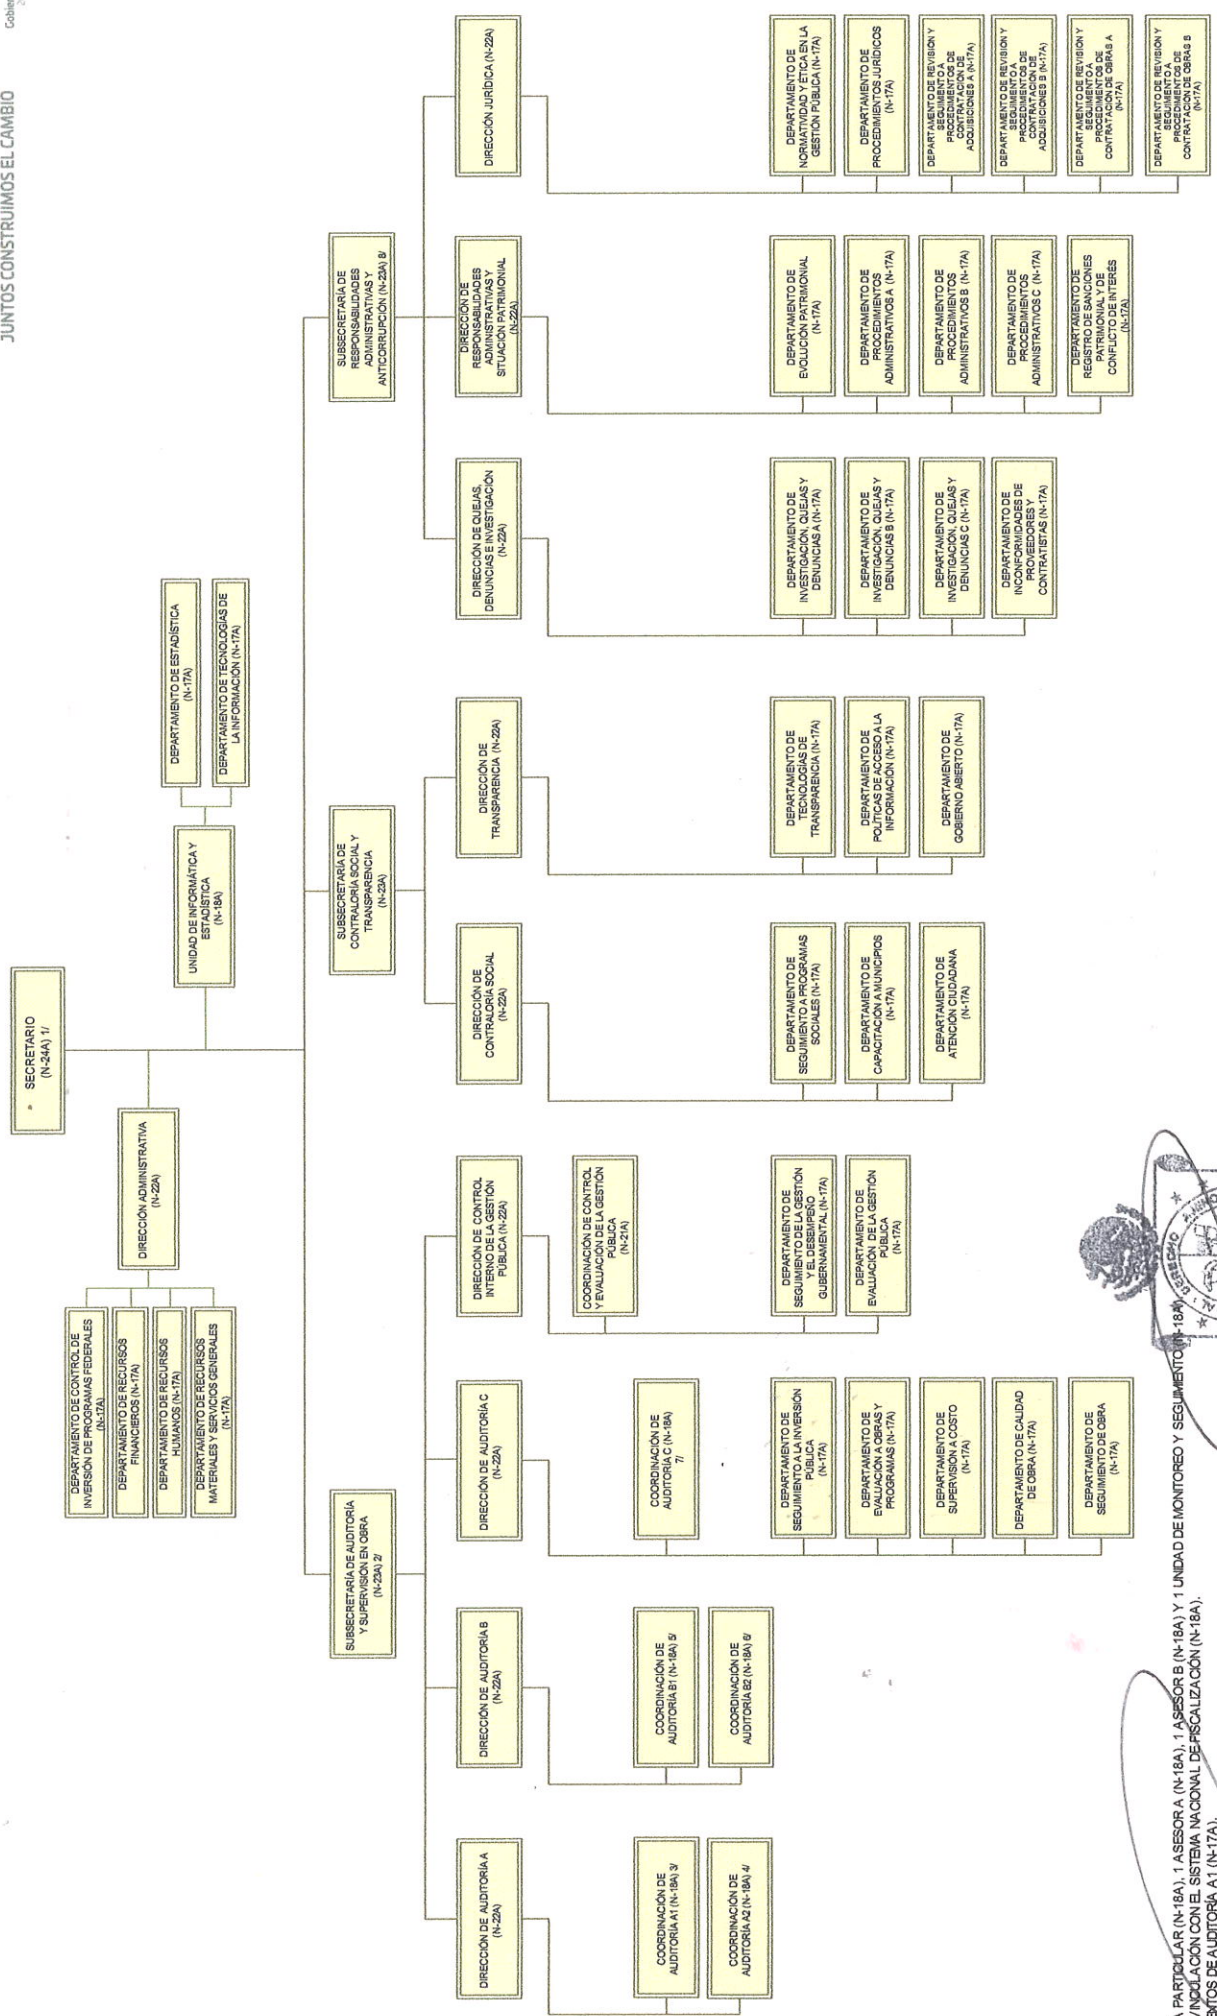 Gobier
JUNTOS CONSTRUIMOS EL CAMBIO
SECRETARIO
(N-24A) 1/
DEPARTAMENTO DE CONTROL DE
INVERSIÓN DE PROGRAMAS FEDERALES
(N-17A)
DEPARTAMENTO DE RECURSOS
FINANCIEROS (N-17A)
DEPARTAMENTO DE RECURSOS
HUMANOS (N-17A)
DEPARTAMENTO DE RECURSOS
MATERIALES Y SERVICIOS GENERALES
(N-17A)
DIRECCIÓN ADMINISTRATIVA
(N-22A)
UNIDAD DE INFORMÁTICA Y
ESTADÍSTICA
(N-18A)
DEPARTAMENTO DE ESTADÍSTICA
(N-17A)
DEPARTAMENTO DE TECNOLOGÍAS DE
LA INFORMACIÓN (N-17A)
SUBSECRETARÍA DE AUDITORÍA
Y SUPERVISIÓN EN OBRA
(N-23A) 2/
SUBSECRETARÍA DE
CONTRALORÍA SOCIAL Y
TRANSPARENCIA
(N-23A)
SUBSECRETARÍA DE
RESPONSABILIDADES
ADMINISTRATIVAS Y
ANTICORRUPCIÓN (N-23A) 8/
DIRECCIÓN DE AUDITORÍA A
(N-22A)
DIRECCIÓN DE AUDITORÍA B
(N-22A)
DIRECCIÓN DE AUDITORÍA C
(N-22A)
DIRECCIÓN DE CONTROL
INTERNO DE LA GESTIÓN
PÚBLICA (N-22A)
DIRECCIÓN DE
CONTRALORÍA SOCIAL
(N-22A)
DIRECCIÓN DE
TRANSPARENCIA (N-22A)
DIRECCIÓN DE QUEJAS,
DENUNCIAS E INVESTIGACIÓN
(N-22A)
DIRECCIÓN DE
RESPONSABILIDADES
ADMINISTRATIVAS Y
SITUACIÓN PATRIMONIAL
(N-22A)
DIRECCIÓN JURÍDICA (N-22A)
COORDINACIÓN DE
AUDITORÍA A1 (N-18A) 3/
COORDINACIÓN DE
AUDITORÍA A2 (N-18A) 4/
COORDINACIÓN DE
AUDITORÍA B1 (N-18A) 5/
COORDINACIÓN DE
AUDITORÍA B2 (N-18A) 6/
COORDINACIÓN DE
AUDITORÍA C (N-18A)
7/
DEPARTAMENTO DE
SEGUIMIENTO A LA INVERSIÓN
PÚBLICA
(N-17A)
DEPARTAMENTO DE
EVALUACIÓN A OBRAS Y
PROGRAMAS (N-17A)
DEPARTAMENTO DE
SUPERVISIÓN A COSTO
(N-17A)
DEPARTAMENTO DE CALIDAD
DE OBRA (N-17A)
DEPARTAMENTO DE
SEGUIMIENTO DE OBRA
(N-17A)
COORDINACIÓN DE CONTROL
Y EVALUACIÓN DE LA GESTIÓN
PÚBLICA
(N-21A)
DEPARTAMENTO DE
SEGUIMIENTO DE LA GESTIÓN
Y EL DESEMPEÑO
GUBERNAMENTAL (N-17A)
DEPARTAMENTO DE
EVALUACIÓN DE LA GESTIÓN
PÚBLICA
(N-17A)
DEPARTAMENTO DE
SEGUIMIENTO A PROGRAMAS
SOCIALES (N-17A)
DEPARTAMENTO DE
CAPACITACIÓN A MUNICIPIOS
(N-17A)
DEPARTAMENTO DE
ATENCIÓN CIUDADANA
(N-17A)
DEPARTAMENTO DE
TECNOLOGÍAS DE
TRANSPARENCIA (N-17A)
DEPARTAMENTO DE
POLÍTICAS DE ACCESO A LA
INFORMACIÓN (N-17A)
DEPARTAMENTO DE
GOBIERNO ABIERTO (N-17A)
DEPARTAMENTO DE
INVESTIGACIÓN, QUEJAS Y
DENUNCIAS A (N-17A)
DEPARTAMENTO DE
INVESTIGACIÓN, QUEJAS Y
DENUNCIAS B (N-17A)
DEPARTAMENTO DE
INVESTIGACIÓN, QUEJAS Y
DENUNCIAS C (N-17A)
DEPARTAMENTO DE
INCONFORMIDADES DE
PROVEEDORES Y
CONTRATISTAS (N-17A)
DEPARTAMENTO DE
EVOLUCIÓN PATRIMONIAL
(N-17A)
DEPARTAMENTO DE
PROCEDIMIENTOS
ADMINISTRATIVOS A (N-17A)
DEPARTAMENTO DE
PROCEDIMIENTOS
ADMINISTRATIVOS B (N-17A)
DEPARTAMENTO DE
PROCEDIMIENTOS
ADMINISTRATIVOS C (N-17A)
DEPARTAMENTO DE
REGISTRO DE SANCIONES
PATRIMONIAL Y DE
CONFLICTO DE INTERÉS
(N-17A)
DEPARTAMENTO DE
NORMATIVIDAD Y ÉTICA EN LA
GESTIÓN PÚBLICA (N-17A)
DEPARTAMENTO DE
PROCEDIMIENTOS JURÍDICOS
(N-17A)
DEPARTAMENTO DE REVISIÓN Y
SEGUIMIENTO A
PROCEDIMIENTOS DE
CONTRATACIÓN DE
ADQUISICIONES A (N-17A)
DEPARTAMENTO DE REVISIÓN Y
SEGUIMIENTO A
PROCEDIMIENTOS DE
CONTRATACIÓN DE
ADQUISICIONES B (N-17A)
DEPARTAMENTO DE REVISIÓN Y
SEGUIMIENTO A
PROCEDIMIENTOS DE
CONTRATACIÓN DE OBRAS A
(N-17A)
DEPARTAMENTO DE REVISIÓN Y
SEGUIMIENTO A
PROCEDIMIENTOS DE
CONTRATACIÓN DE OBRAS B
(N-17A)
A PARTICULAR (N-18A), 1 ASESOR A (N-18A), 1 ASESOR B (N-18A) Y 1 UNIDAD DE MONITOREO Y SEGUIMIENTO (N-18A)
VINCULACIÓN CON EL SISTEMA NACIONAL DE FISCALIZACIÓN (N-18A).
NTOS DE AUDITORÍA A1 (N-17A).
DERECHO